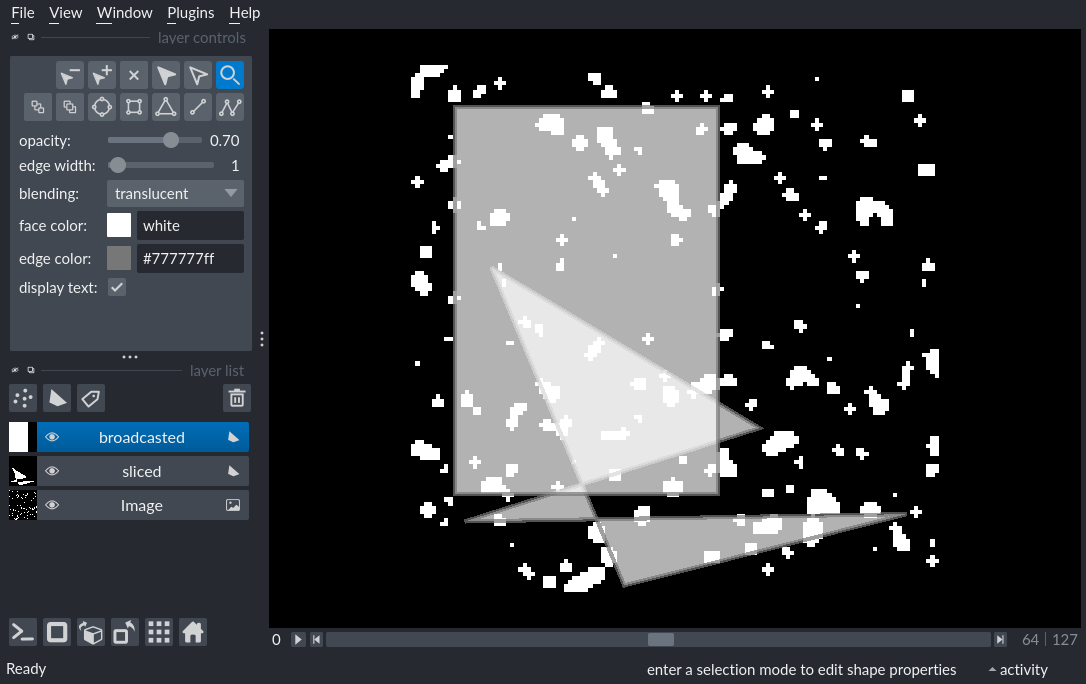 File View Window Plugins Help
layer controls
opacity: 0.70
edge width: 1
blending: translucent
face color: white
edge color: #777777ff
display text:
layer list
broadcasted
sliced
Image
0 64 127
Ready enter a selection mode to edit shape properties activity